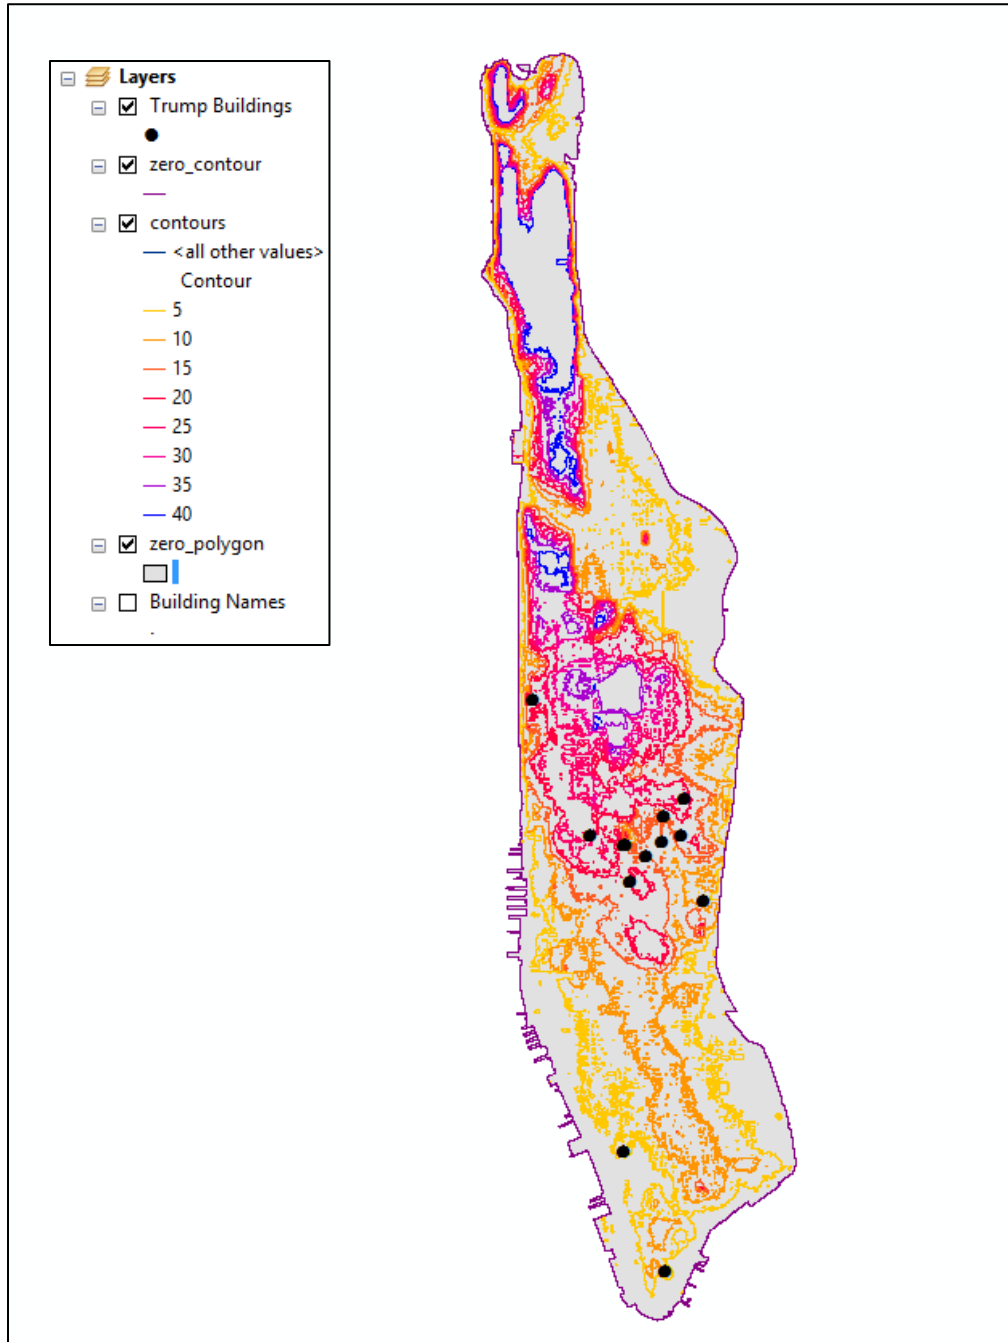 Layers
Trump Buildings
zero_contour
contours
<all other values>
Contour
5
10
15
20
25
30
35
40
zero_polygon
Building Names